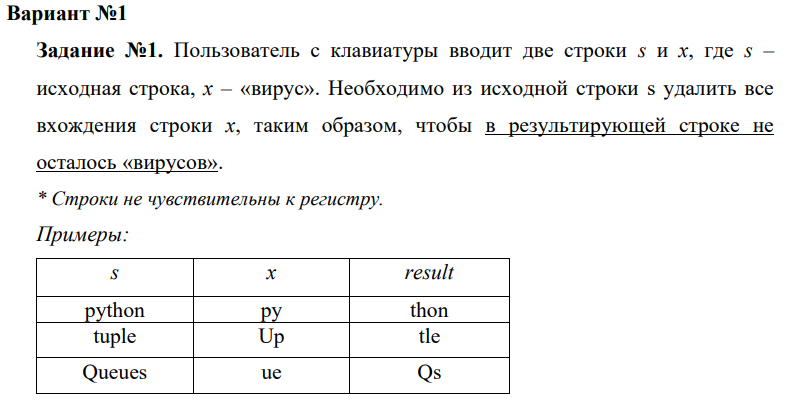 Вариант №1
Задание №1. Пользователь с клавиатуры вводит две строки s и x, где s –
исходная строка, x – «вирус». Необходимо из исходной строки s удалить все
вхождения строки x, таким образом, чтобы в результирующей строке не
осталось «вирусов».
* Строки не чувствительны к регистру.
Примеры:
s x result
python py thon
tuple Up tle
Queues ue Qs